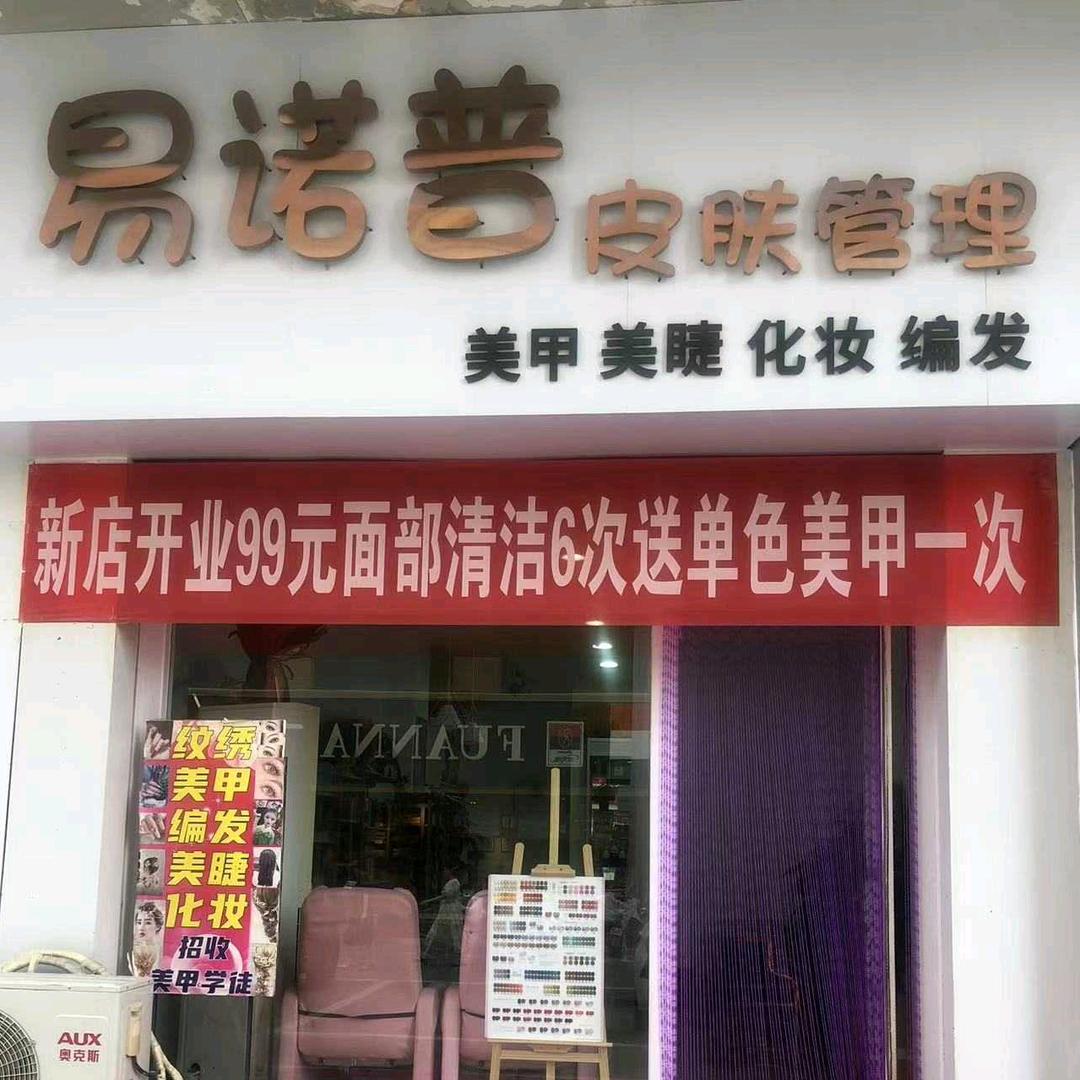 易诺普 皮肤管理
美甲 美睫 化妆 编发
新店开业99元面部清洁6次送单色美甲一次
FUANNA
纹绣
美甲
编发
美睫
化妆
招收
美甲学徒
AUX
奥克斯